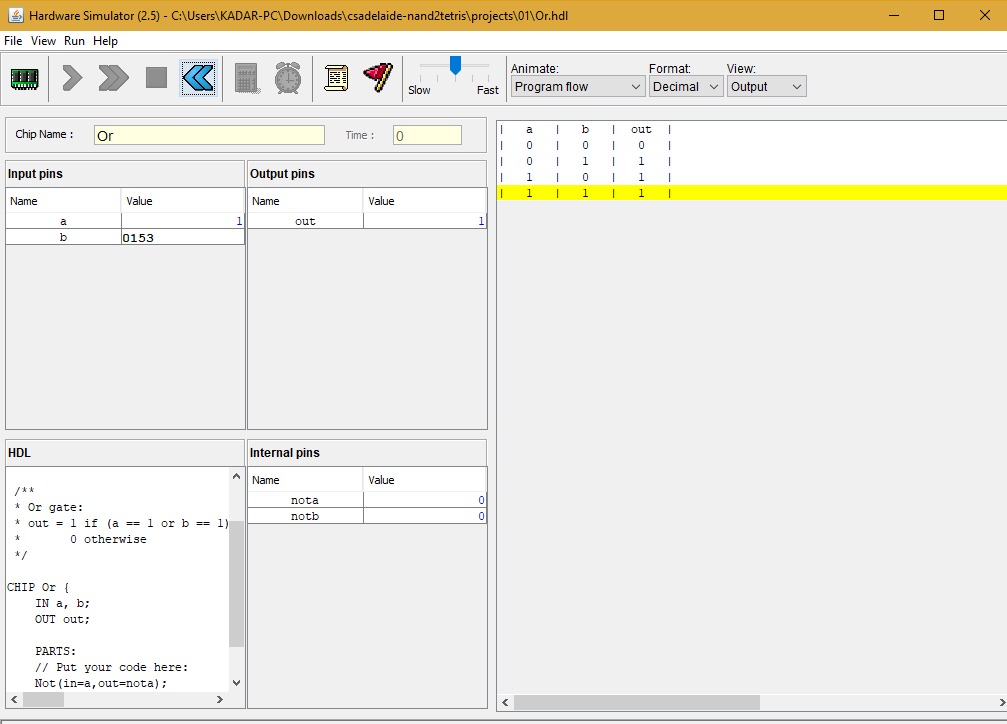 Hardware Simulator (2.5) - C:\Users\KADAR-PC\Downloads\csadelaide-nand2tetris\projects\01\Or.hdl
File View Run Help
Slow Fast
Animate: Format: View:
Program flow Decimal Output
Chip Name : Or Time : 0
Input pins
Name Value
a 1
b 0153
Output pins
Name Value
out 1
HDL
/**
* Or gate:
* out = 1 if (a == 1 or b == 1)
* 0 otherwise
*/
CHIP Or {
IN a, b;
OUT out;
PARTS:
// Put your code here:
Not(in=a,out=nota);
Internal pins
Name Value
nota 0
notb 0
| a | b | out |
| 0 | 0 | 0 |
| 0 | 1 | 1 |
| 1 | 0 | 1 |
| 1 | 1 | 1 |